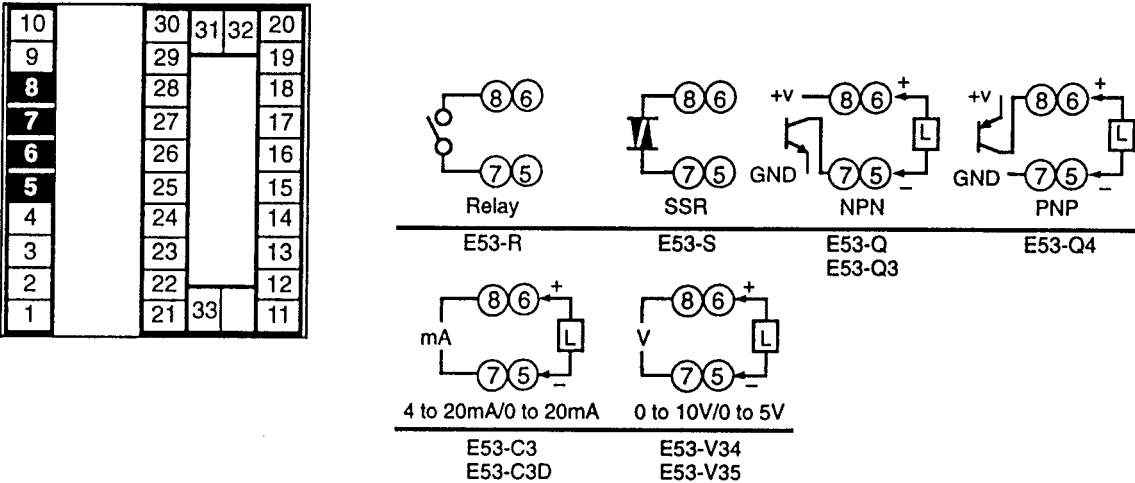 10 30 31 32 20
9 29 19
8 28 18
7 27 17
6 26 16
5 25 15
4 24 14
3 23 13
2 22 12
1 21 33 11
8 6
7 5
Relay
E53-R
8 6
7 5
SSR
E53-S
+v 8 6 +
L
GND 7 5 –
NPN
E53-Q
E53-Q3
+v 8 6 +
L
GND 7 5 –
PNP
E53-Q4
8 6 +
mA L
7 5 –
4 to 20mA/0 to 20mA
E53-C3
E53-C3D
8 6 +
V L
7 5 –
0 to 10V/0 to 5V
E53-V34
E53-V35